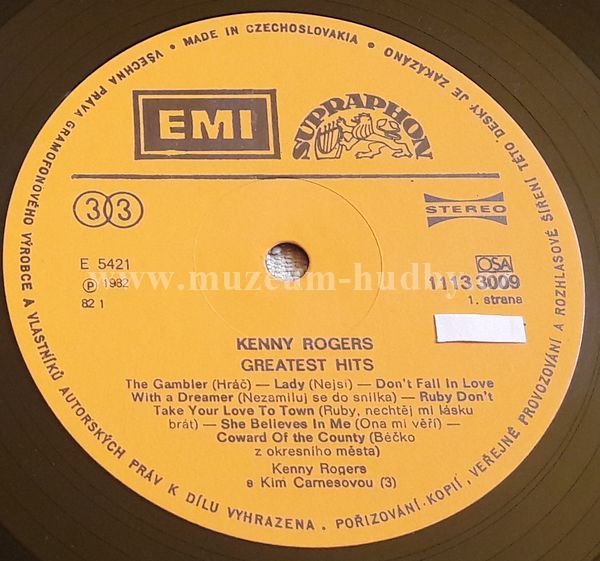 VŠECHNA PRÁVA GRAMOFONOVÉHO VÝROBCE A VLASTNÍKŮ AUTORSKÝCH PRÁV K DÍLU VYHRAZENA. POŘIZOVÁNÍ KOPIÍ, VEŘEJNÉ PROVOZOVÁNÍ A ROZHLASOVÉ ŠÍŘENÍ TÉTO DESKY JE ZAKÁZÁNO • MADE IN CZECHOSLOVAKIA •
EMI SUPRAPHON
33
STEREO
E 5421
℗ 1982
82 1
OSA
1113 3009
1. strana
www.muzeum-hudby
KENNY ROGERS
GREATEST HITS
The Gambler (Hráč) — Lady (Nejsi) — Don't Fall In Love
With a Dreamer (Nezamiluj se do snílka) — Ruby Don't
Take Your Love To Town (Ruby, nechtěj mi lásku
brát) — She Believes In Me (Ona mi věří) —
Coward Of the County (Béčko
z okresního města)
Kenny Rogers
s Kim Carnesovou (3)